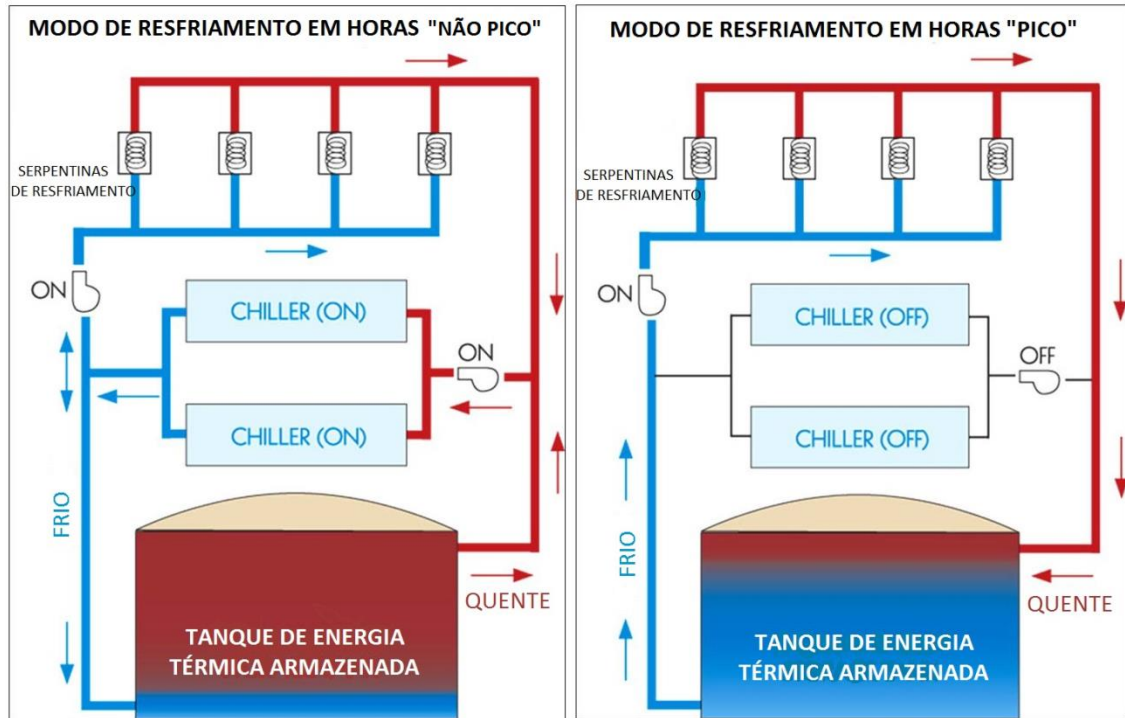 MODO DE RESFRIAMENTO EM HORAS "NÃO PICO"
SERPENTINAS
DE RESFRIAMENTO
ON
CHILLER (ON)
ON
CHILLER (ON)
FRIO
QUENTE
TANQUE DE ENERGIA
TÉRMICA ARMAZENADA
MODO DE RESFRIAMENTO EM HORAS "PICO"
SERPENTINAS
DE RESFRIAMENTO
ON
CHILLER (OFF)
OFF
CHILLER (OFF)
FRIO
QUENTE
TANQUE DE ENERGIA
TÉRMICA ARMAZENADA